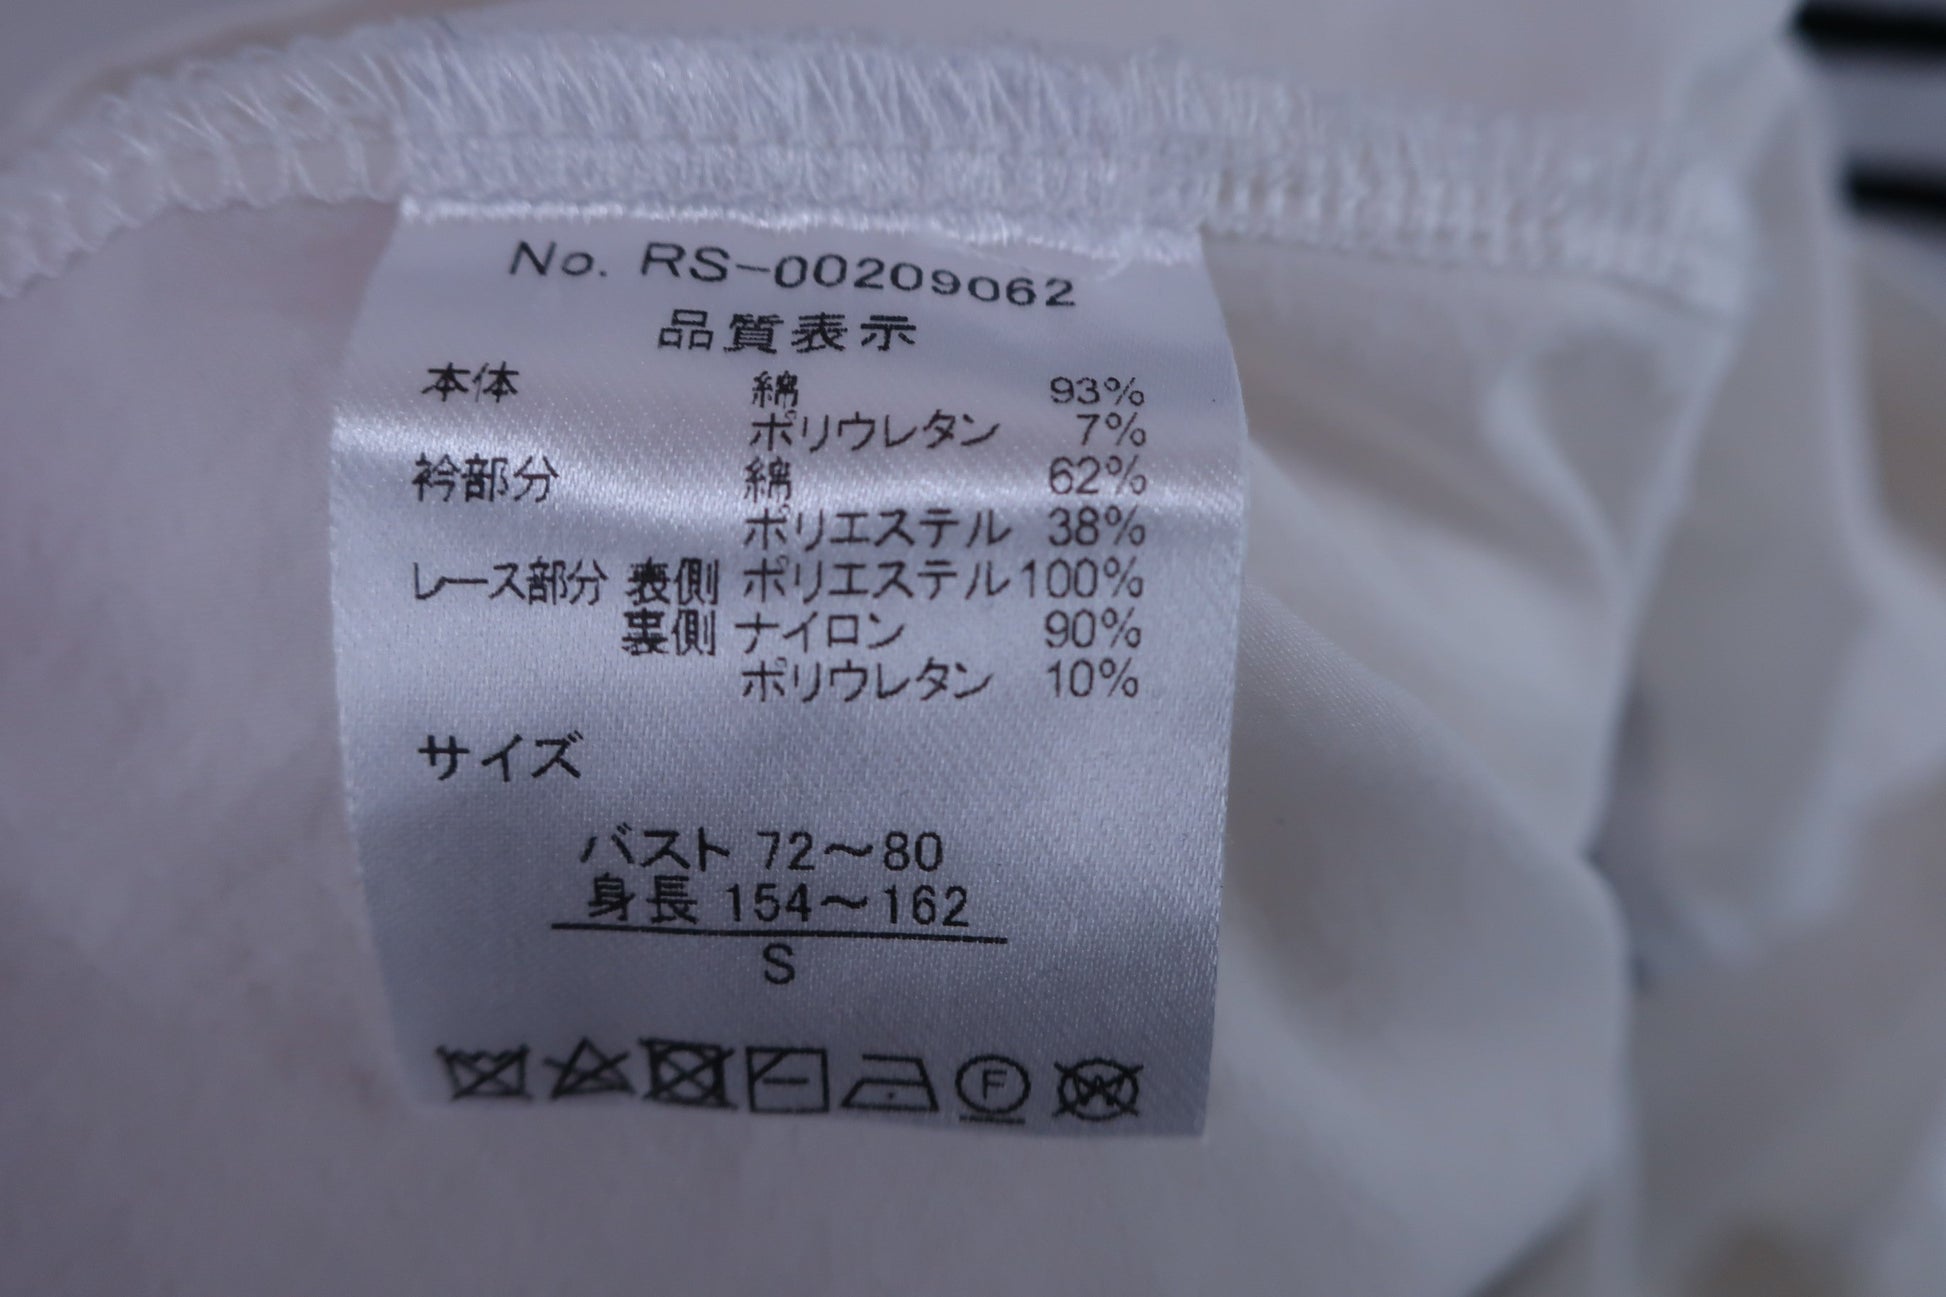 No. RS-00209062
品質表示
本体 綿 93%
ポリウレタン 7%
衿部分 綿 62%
ポリエステル 38%
レース部分 表側 ポリエステル 100%
裏側 ナイロン 90%
ポリウレタン 10%
サイズ
バスト 72～80
身長 154～162
S
F W